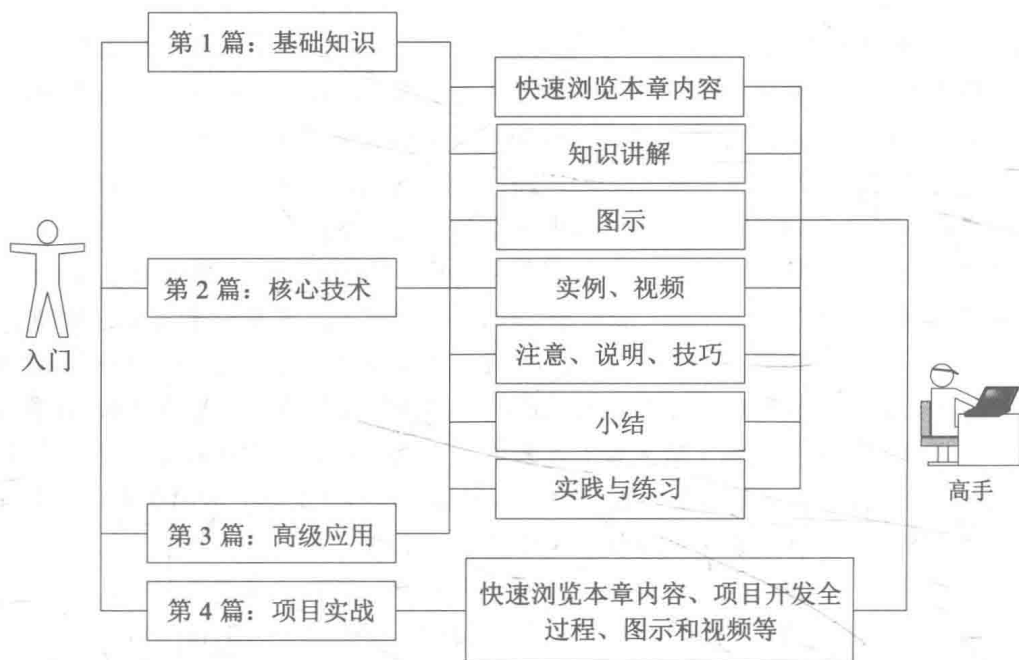 第 1 篇：基础知识
快速浏览本章内容
知识讲解
图示
第 2 篇：核心技术
实例、视频
入门
注意、说明、技巧
小结
实践与练习
高手
第 3 篇：高级应用
第 4 篇：项目实战
快速浏览本章内容、项目开发全
过程、图示和视频等